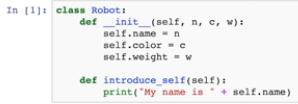 In [1]: class Robot:
    def __init__(self, n, c, w):
        self.name = n
        self.color = c
        self.weight = w
    def introduce_self(self):
        print("My name is " + self.name)